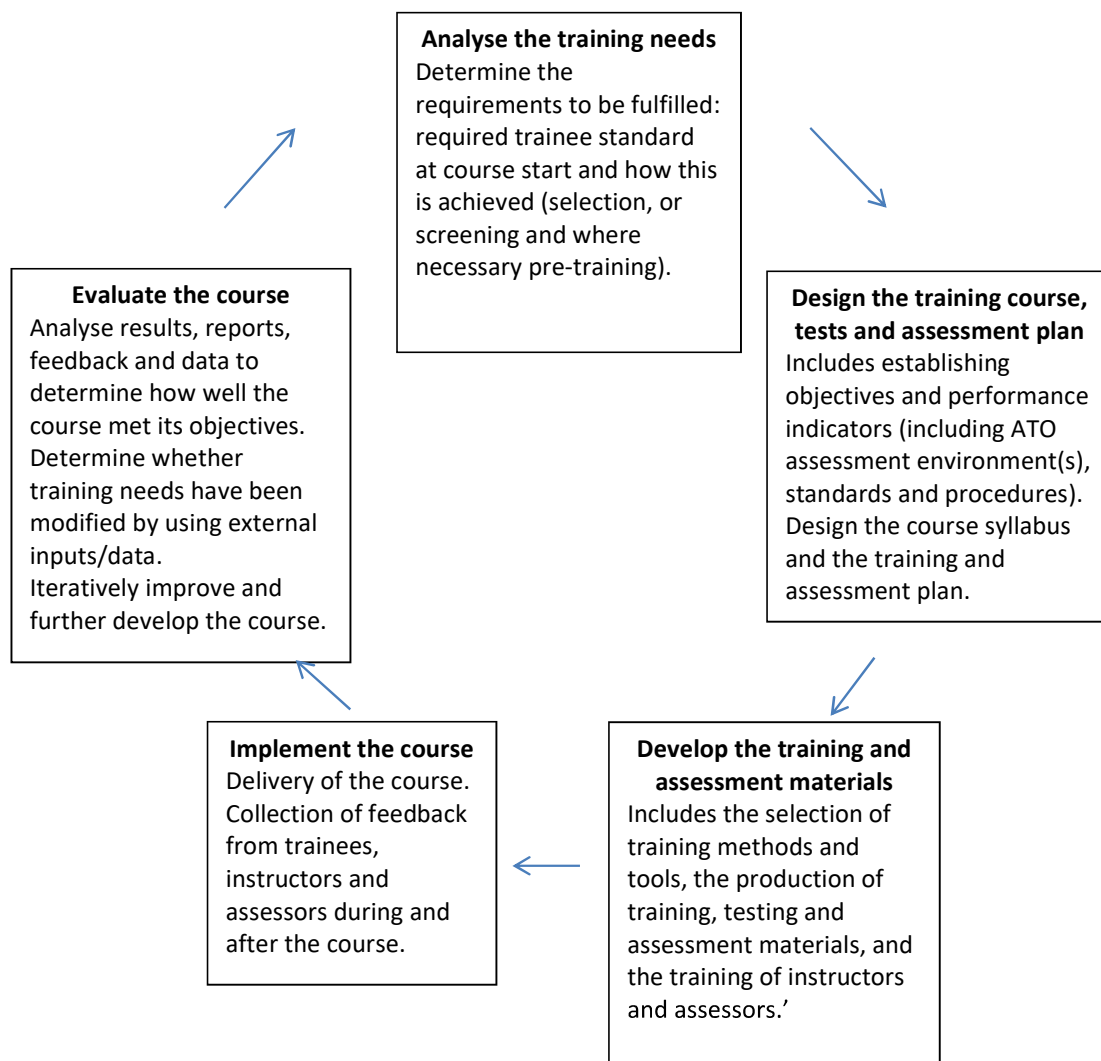 Analyse the training needs
Determine the
requirements to be fulfilled:
required trainee standard
at course start and how this
is achieved (selection, or
screening and where
necessary pre-training).
Design the training course,
tests and assessment plan
Includes establishing
objectives and performance
indicators (including ATO
assessment environment(s),
standards and procedures).
Design the course syllabus
and the training and
assessment plan.
Develop the training and
assessment materials
Includes the selection of
training methods and
tools, the production of
training, testing and
assessment materials, and
the training of instructors
and assessors.’
Implement the course
Delivery of the course.
Collection of feedback
from trainees,
instructors and
assessors during and
after the course.
Evaluate the course
Analyse results, reports,
feedback and data to
determine how well the
course met its objectives.
Determine whether
training needs have been
modified by using external
inputs/data.
Iteratively improve and
further develop the course.